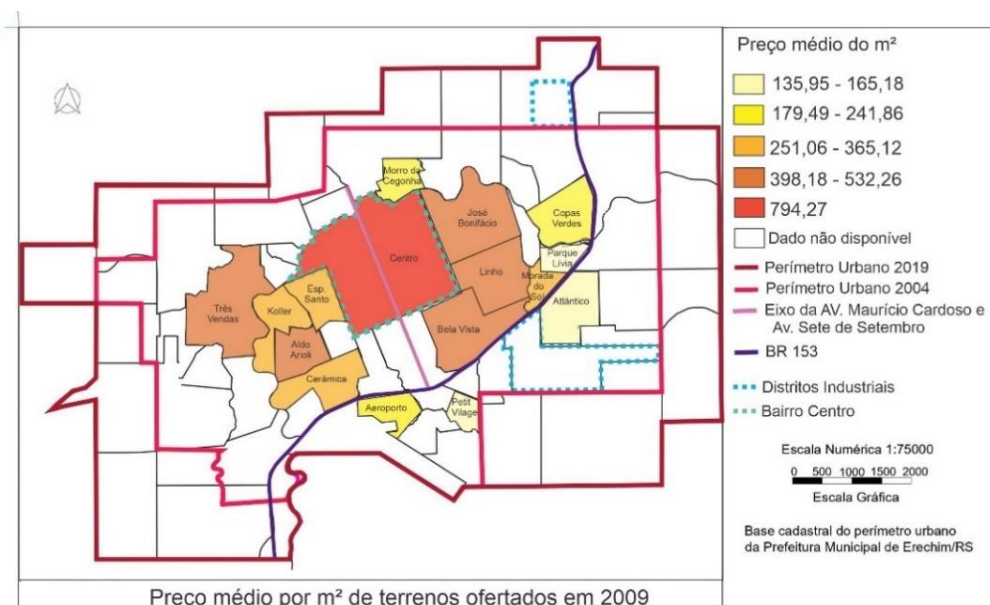 Preço médio do m²
135,95 - 165,18
179,49 - 241,86
251,06 - 365,12
398,18 - 532,26
794,27
Dado não disponível
Perímetro Urbano 2019
Perímetro Urbano 2004
Eixo da AV. Maurício Cardoso e
Av. Sete de Setembro
BR 153
Distritos Industriais
Bairro Centro
Escala Numérica 1:75000
0 500 1000 1500 2000
Escala Gráfica
Base cadastral do perímetro urbano
da Prefeitura Municipal de Erechim/RS
Morro da
Cegonha
José
Bonifácio
Copas
Verdes
Centro
Parque
Lívia
Linho
Morada
do
Sol
Esp.
Santo
Atlântico
Três
Vendas
Koller
Bela Vista
Aldo
Arioli
Cerâmica
Aeroporto
Petit
Vilage
Preço médio por m² de terrenos ofertados em 2009